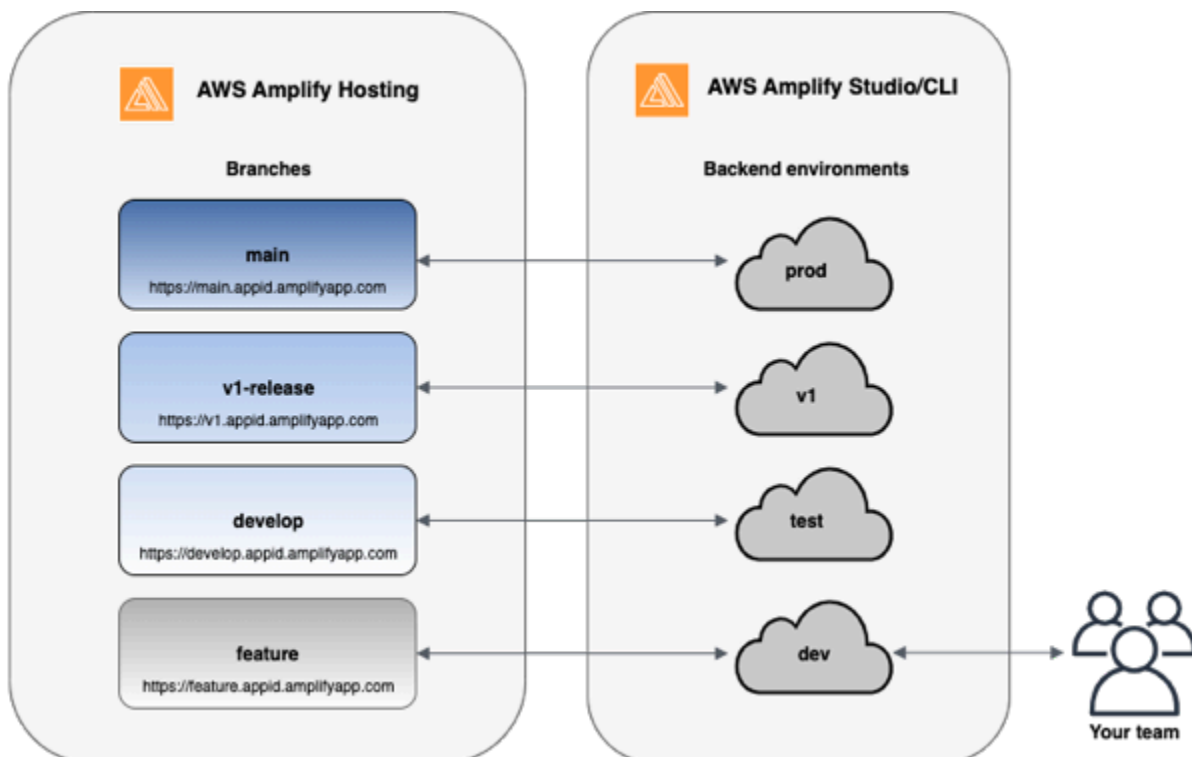 AWS Amplify Hosting
Branches
main
https://main.appid.amplifyapp.com
v1-release
https://v1.appid.amplifyapp.com
develop
https://develop.appid.amplifyapp.com
feature
https://feature.appid.amplifyapp.com
AWS Amplify Studio/CLI
Backend environments
prod
v1
test
dev
Your team